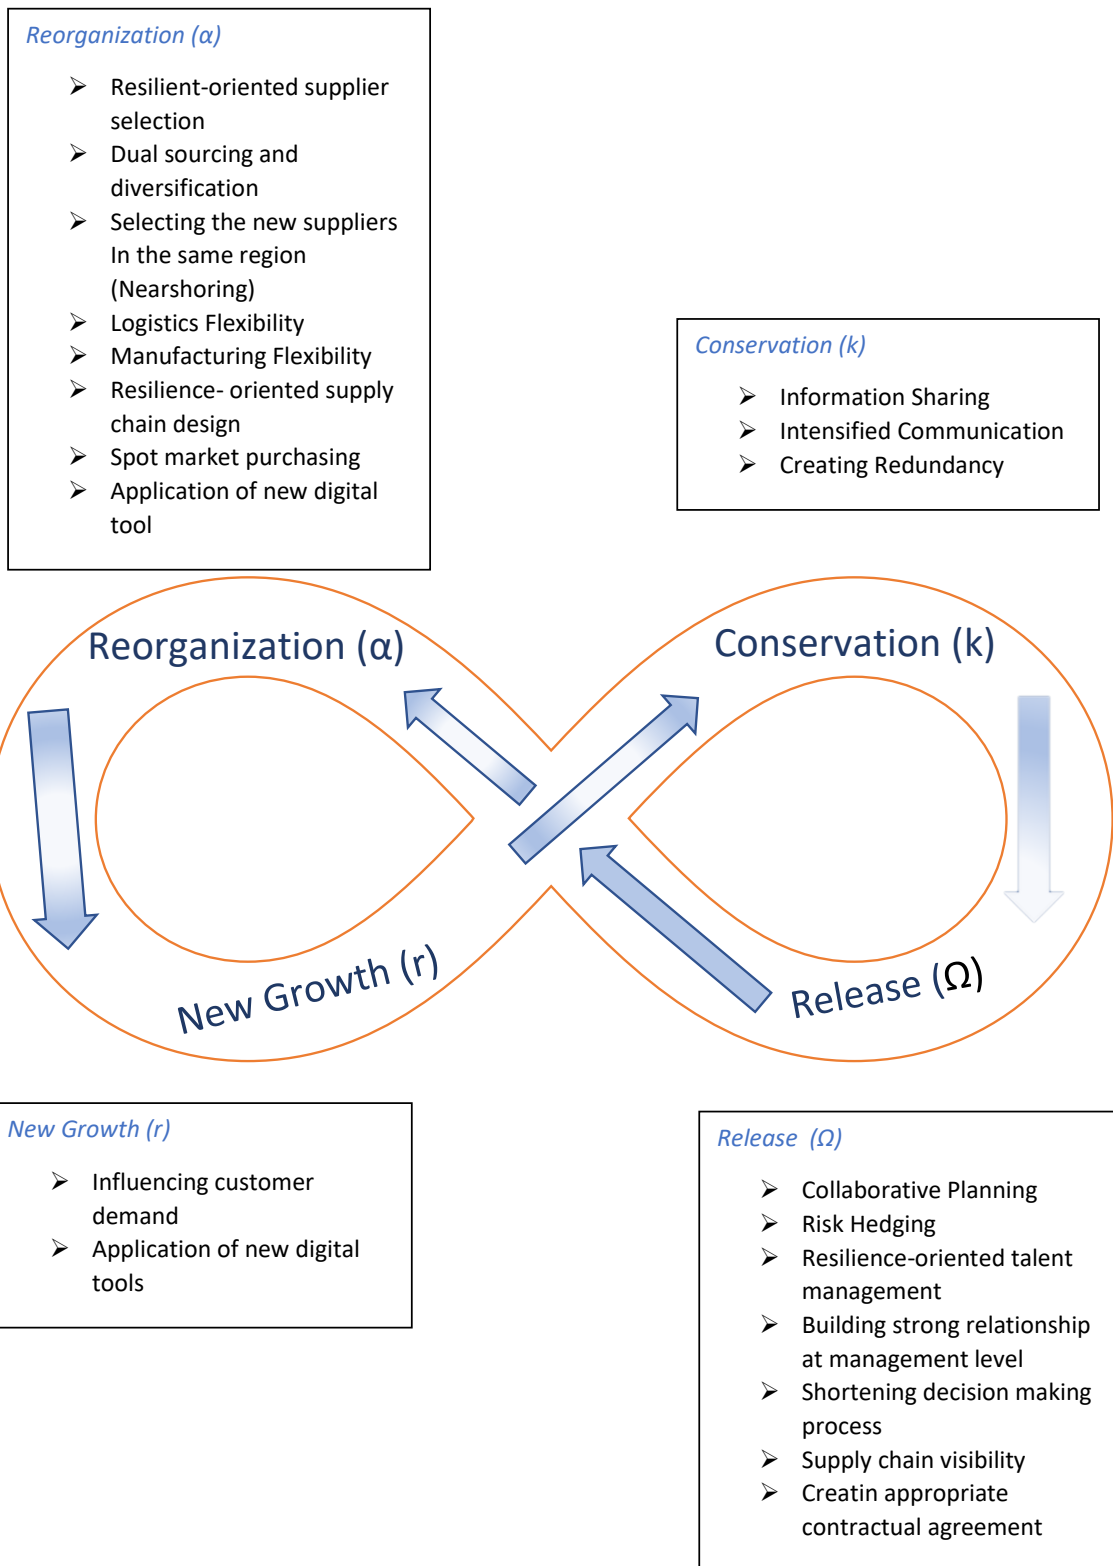 Reorganization (α)
➢ Resilient-oriented supplier
selection
➢ Dual sourcing and
diversification
➢ Selecting the new suppliers
In the same region
(Nearshoring)
➢ Logistics Flexibility
➢ Manufacturing Flexibility
➢ Resilience- oriented supply
chain design
➢ Spot market purchasing
➢ Application of new digital
tool
Conservation (k)
➢ Information Sharing
➢ Intensified Communication
➢ Creating Redundancy
Reorganization (α)
Conservation (k)
New Growth (r)
Release (Ω)
New Growth (r)
➢ Influencing customer
demand
➢ Application of new digital
tools
Release (Ω)
➢ Collaborative Planning
➢ Risk Hedging
➢ Resilience-oriented talent
management
➢ Building strong relationship
at management level
➢ Shortening decision making
process
➢ Supply chain visibility
➢ Creatin appropriate
contractual agreement